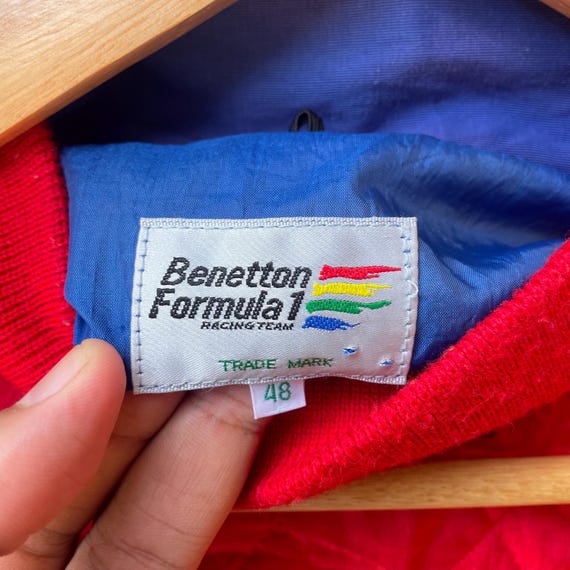 Benetton
Formula 1
RACING TEAM
TRADE MARK
48